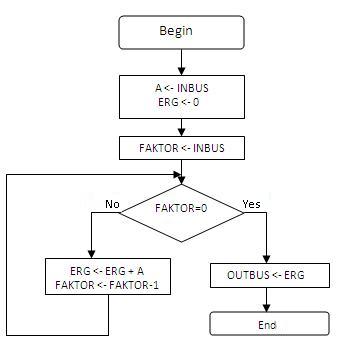 Begin
A <- INBUS
ERG <- 0
FAKTOR <- INBUS
FAKTOR=0
No
Yes
ERG <- ERG + A
FAKTOR <- FAKTOR-1
OUTBUS <- ERG
End